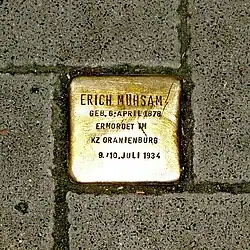 ERICH MÜHSAM
GEB. 6. APRIL 1878
ERMORDET IM
KZ ORANIENBURG
9./10. JULI 1934